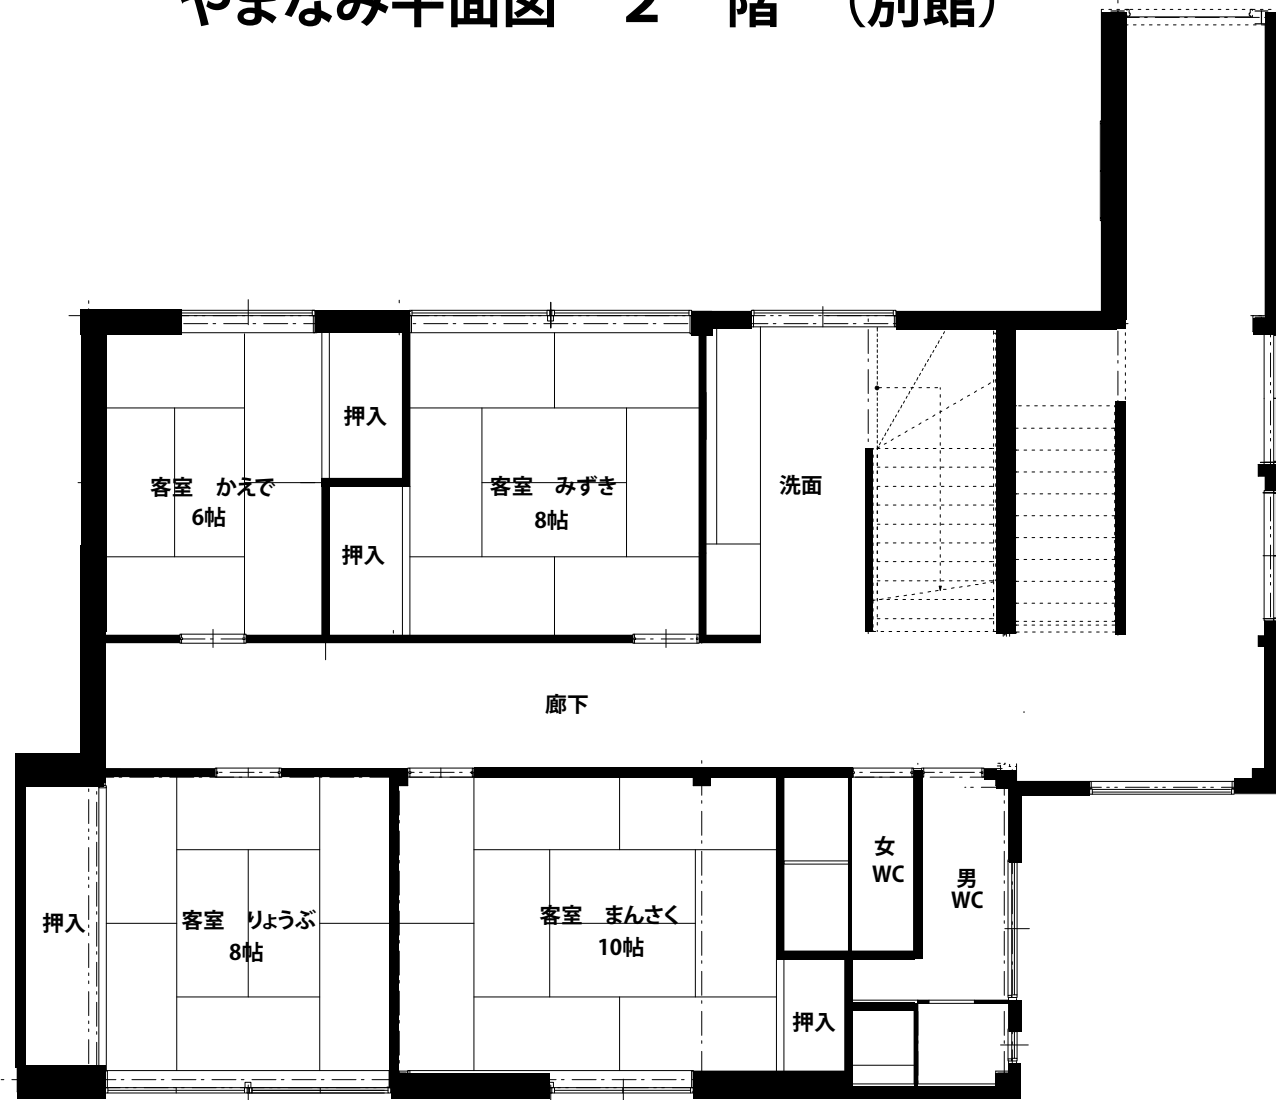 やまなみ平面図　２　階　（別館）
押入
客室　かえで
6帖
客室　みずき
8帖
洗面
押入
廊下
女
WC
男
WC
押入
客室　りょうぶ
8帖
客室　まんさく
10帖
押入